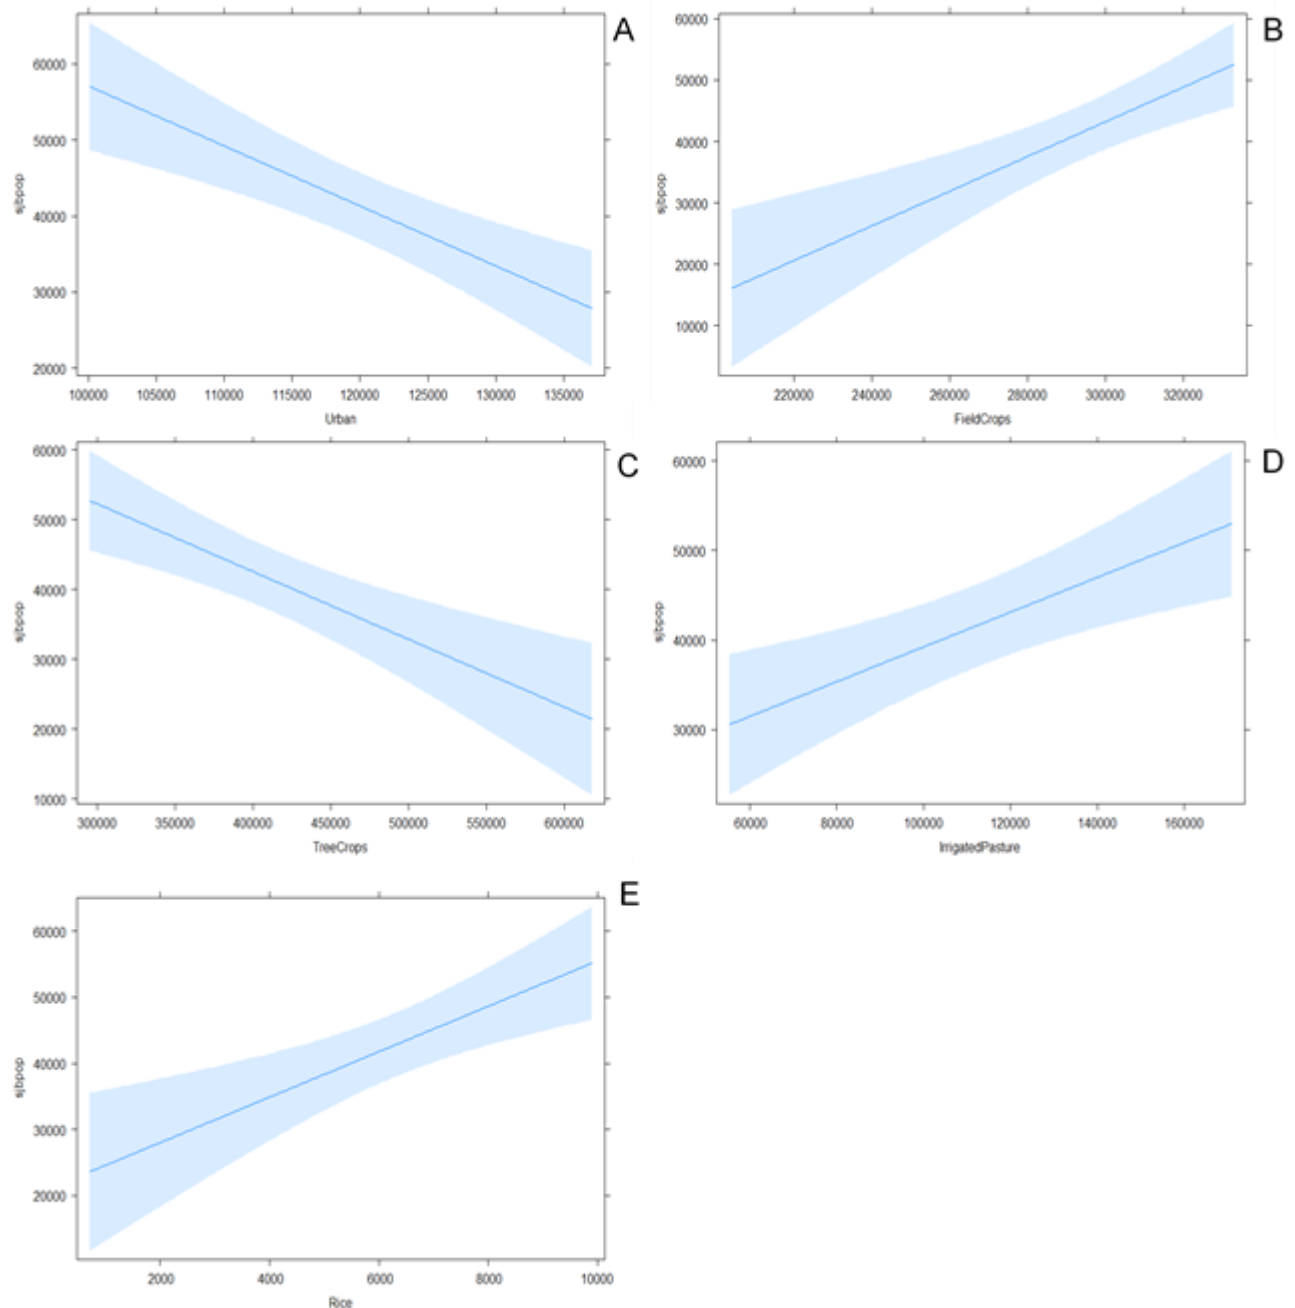 A
sjbpop
60000
50000
40000
30000
20000
100000 105000 110000 115000 120000 125000 130000 135000
Urban
B
sjbpop
60000
50000
40000
30000
20000
10000
220000 240000 260000 280000 300000 320000
FieldCrops
C
sjbpop
60000
50000
40000
30000
20000
10000
300000 350000 400000 450000 500000 550000 600000
TreeCrops
D
sjbpop
60000
50000
40000
30000
60000 80000 100000 120000 140000 160000
IrrigatedPasture
E
sjbpop
60000
50000
40000
30000
20000
2000 4000 6000 8000 10000
Rice